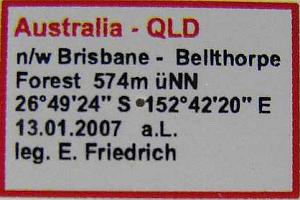 Australia - QLD
n/w Brisbane - Bellthorpe
Forest 574m üNN
26°49'24" S 152°42'20" E
13.01.2007 a.L.
leg. E. Friedrich